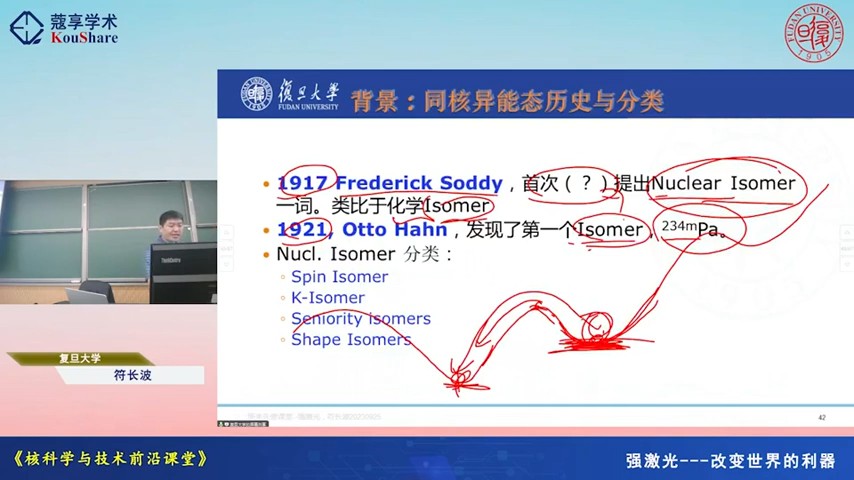 蔻享学术
KouShare
FUDAN UNIVERSITY
1905
復旦大學
FUDAN UNIVERSITY
背景：同核异能态历史与分类
• 1917 Frederick Soddy，首次（？）提出Nuclear Isomer
一词。类比于化学Isomer
• 1921, Otto Hahn，发现了第一个Isomer，²³⁴ᵐPa。
• Nucl. Isomer 分类：
◦ Spin Isomer
◦ K-Isomer
◦ Seniority isomers
◦ Shape Isomers
42
复旦大学
符长波
《核科学与技术前沿课堂》
强激光---改变世界的利器